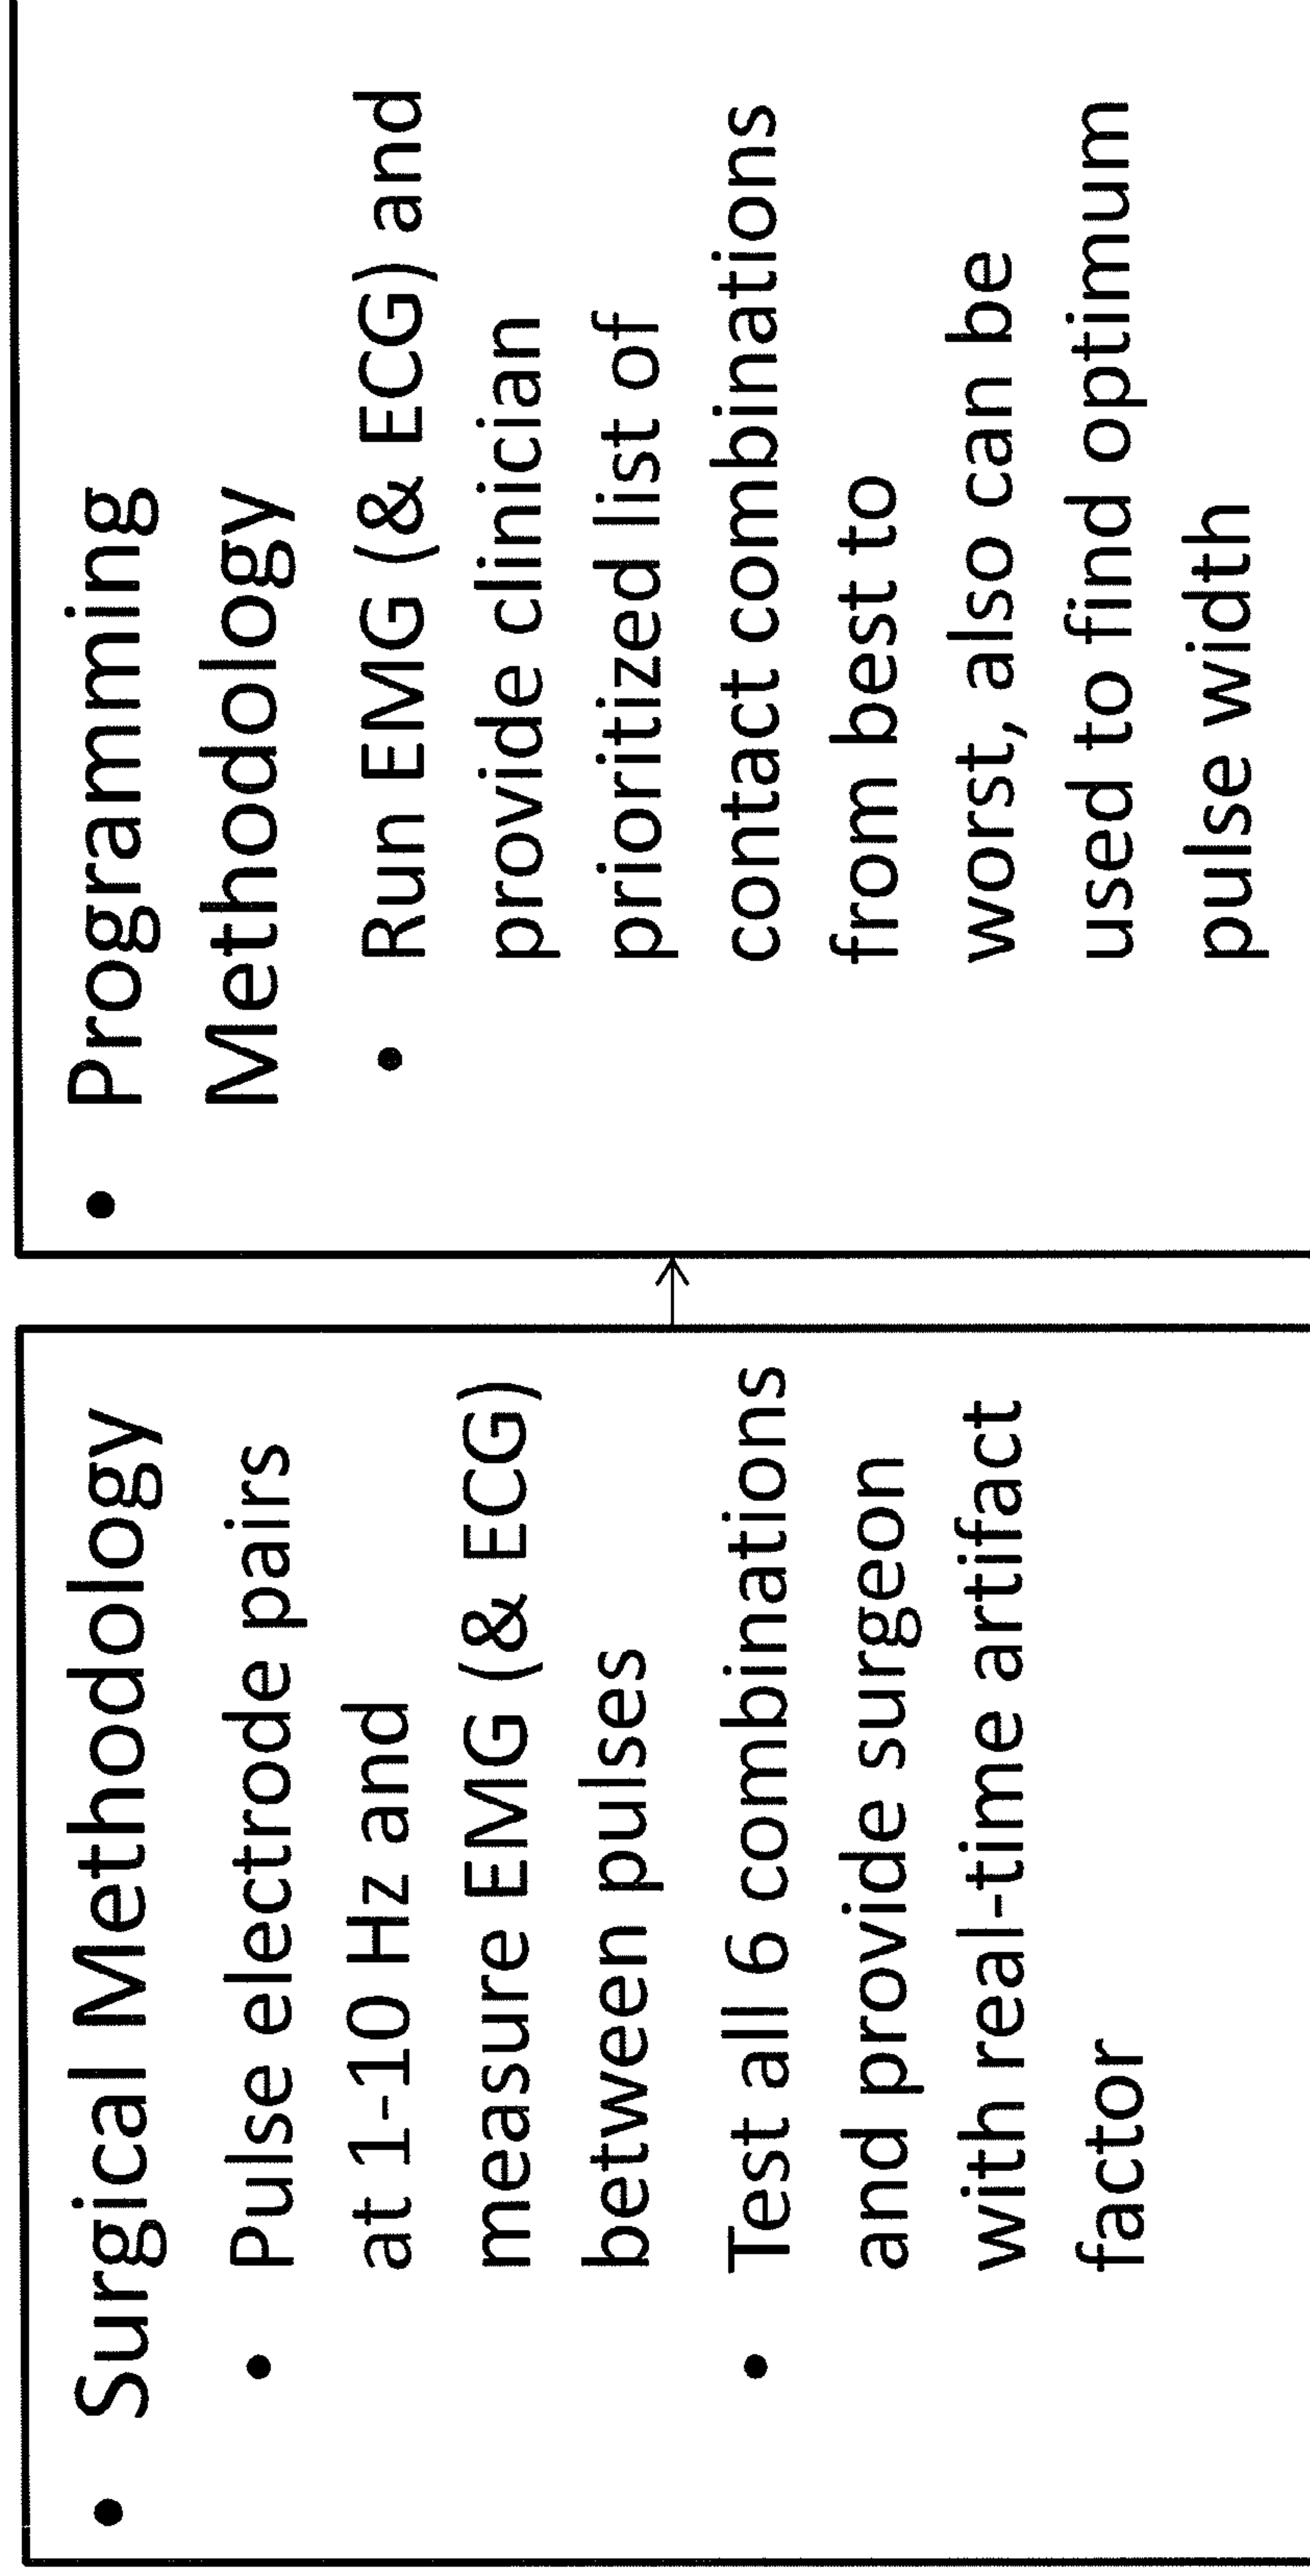 • Surgical Methodology
• Pulse electrode pairs
at 1-10 Hz and
measure EMG (& ECG)
between pulses
• Test all 6 combinations
and provide surgeon
with real-time artifact
factor
• Programming
Methodology
• Run EMG (& ECG) and
provide clinician
prioritized list of
contact combinations
from best to
worst, also can be
used to find optimum
pulse width